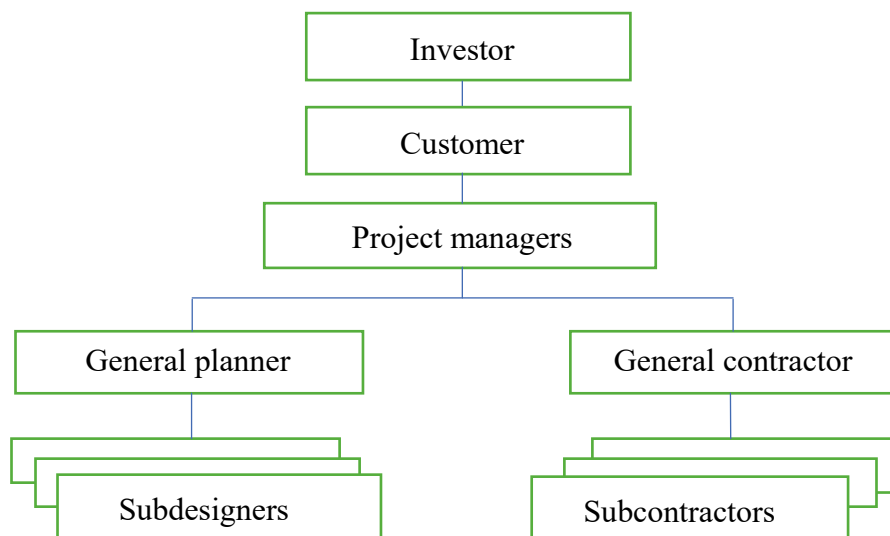 Investor
Customer
Project managers
General planner
General contractor
Subdesigners
Subcontractors